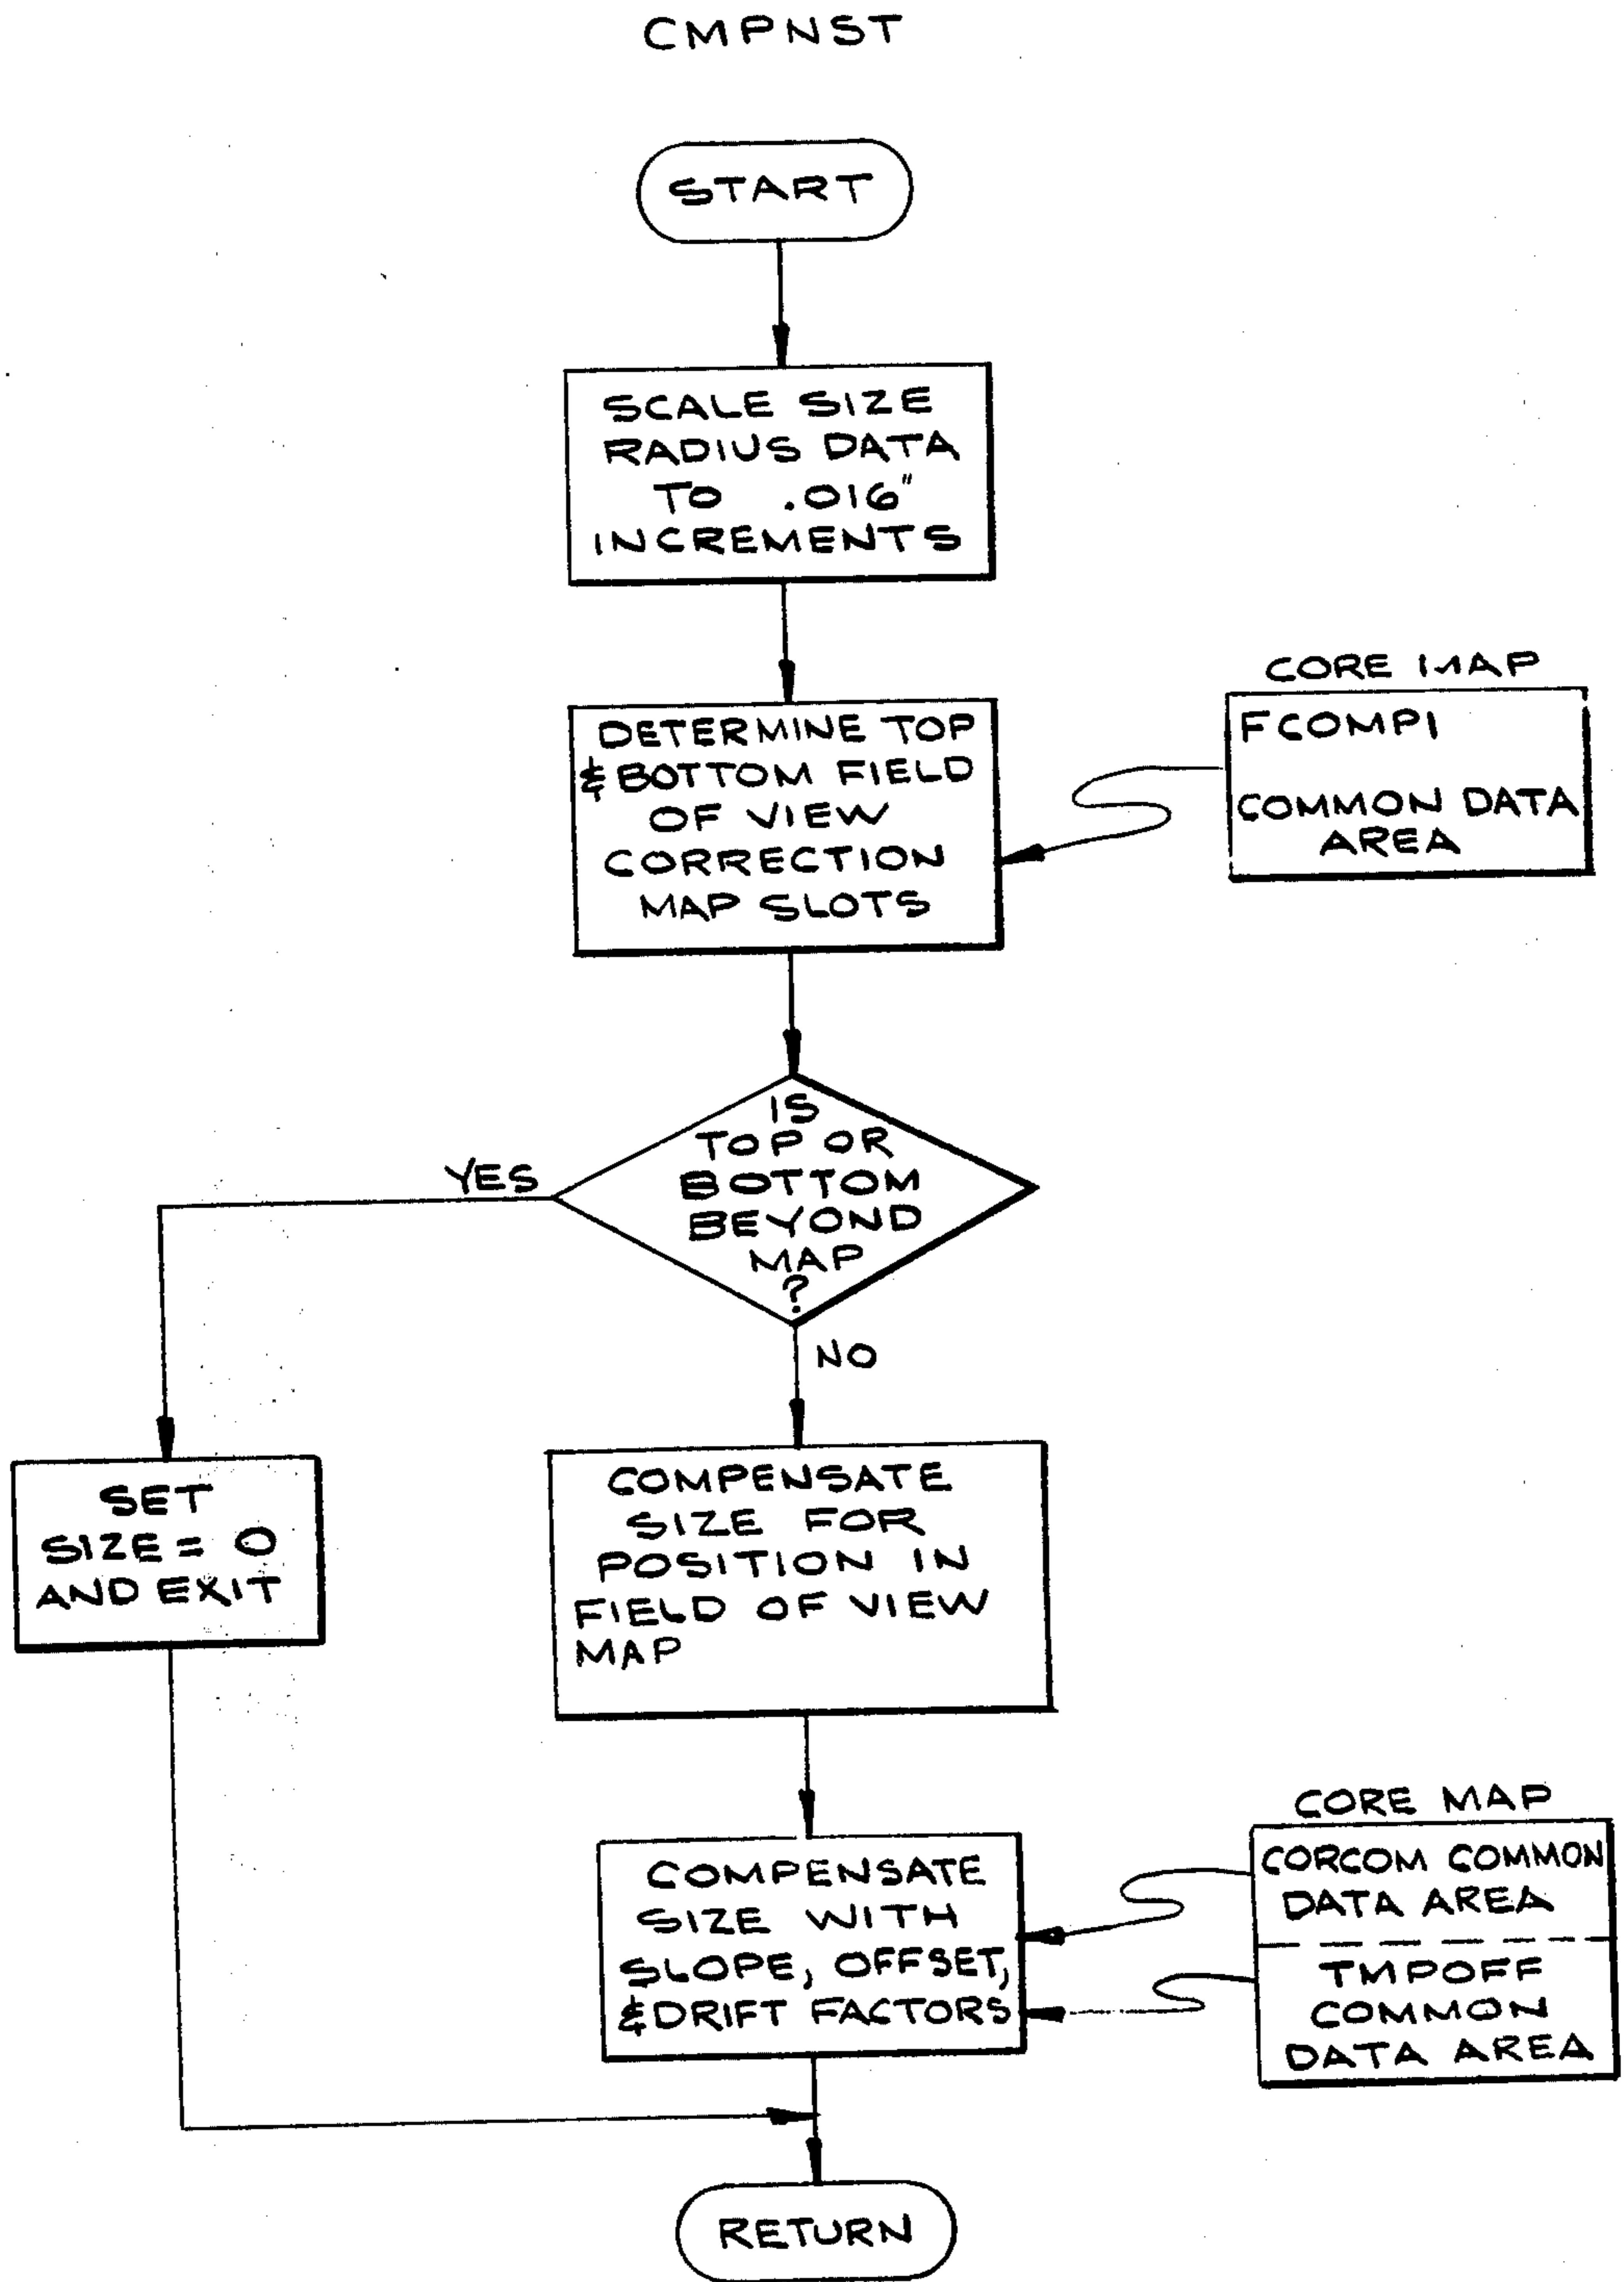 CMPNST
START
SCALE SIZE
RADIUS DATA
TO .016"
INCREMENTS
CORE MAP
FCOMPI
COMMON DATA
AREA
DETERMINE TOP
& BOTTOM FIELD
OF VIEW
CORRECTION
MAP SLOTS
IS
TOP OR
BOTTOM
BEYOND
MAP
?
YES
NO
SET
SIZE = 0
AND EXIT
COMPENSATE
SIZE FOR
POSITION IN
FIELD OF VIEW
MAP
CORE MAP
CORCOM COMMON
DATA AREA
TMPOFF
COMMON
DATA AREA
COMPENSATE
SIZE WITH
SLOPE, OFFSET,
& DRIFT FACTORS
RETURN